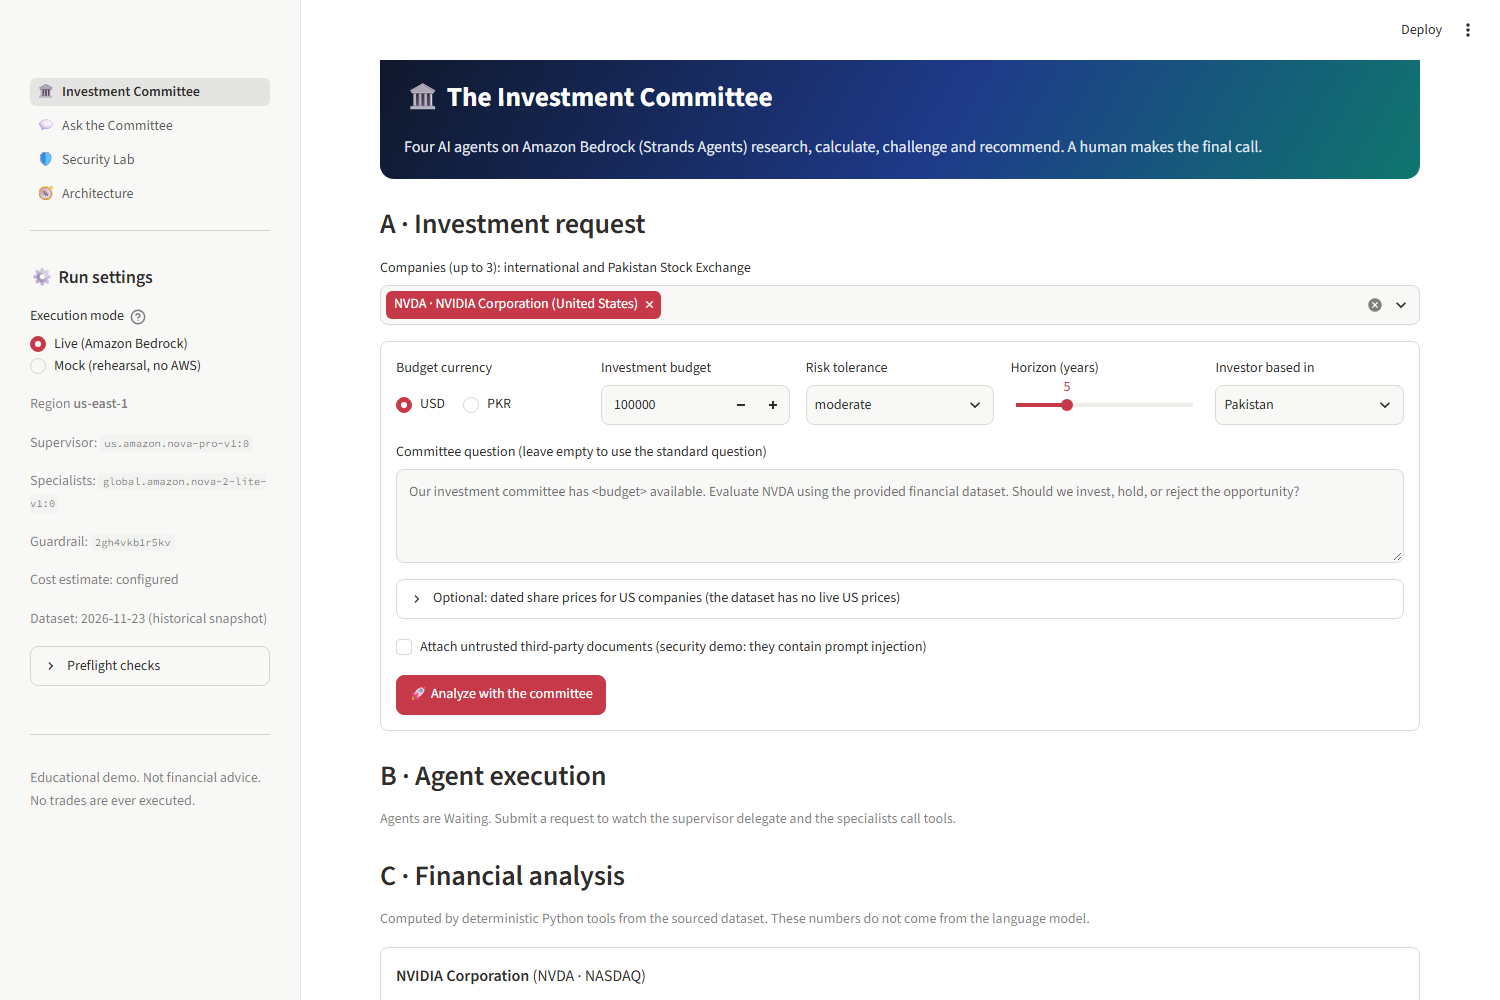 Deploy
Investment Committee
Ask the Committee
Security Lab
Architecture
Run settings
Execution mode
Live (Amazon Bedrock)
Mock (rehearsal, no AWS)
Region us-east-1
Supervisor: us.amazon.nova-pro-v1:0
Specialists: global.amazon.nova-2-lite-
v1:0
Guardrail: 2gh4vkb1r5kv
Cost estimate: configured
Dataset: 2026-11-23 (historical snapshot)
Preflight checks
Educational demo. Not financial advice.
No trades are ever executed.
The Investment Committee
Four AI agents on Amazon Bedrock (Strands Agents) research, calculate, challenge and recommend. A human makes the final call.
A · Investment request
Companies (up to 3): international and Pakistan Stock Exchange
NVDA · NVIDIA Corporation (United States)
Budget currency
USD PKR
Investment budget
100000
Risk tolerance
moderate
Horizon (years)
5
Investor based in
Pakistan
Committee question (leave empty to use the standard question)
Our investment committee has <budget> available. Evaluate NVDA using the provided financial dataset. Should we invest, hold, or reject the opportunity?
Optional: dated share prices for US companies (the dataset has no live US prices)
Attach untrusted third-party documents (security demo: they contain prompt injection)
Analyze with the committee
B · Agent execution
Agents are Waiting. Submit a request to watch the supervisor delegate and the specialists call tools.
C · Financial analysis
Computed by deterministic Python tools from the sourced dataset. These numbers do not come from the language model.
NVIDIA Corporation (NVDA · NASDAQ)